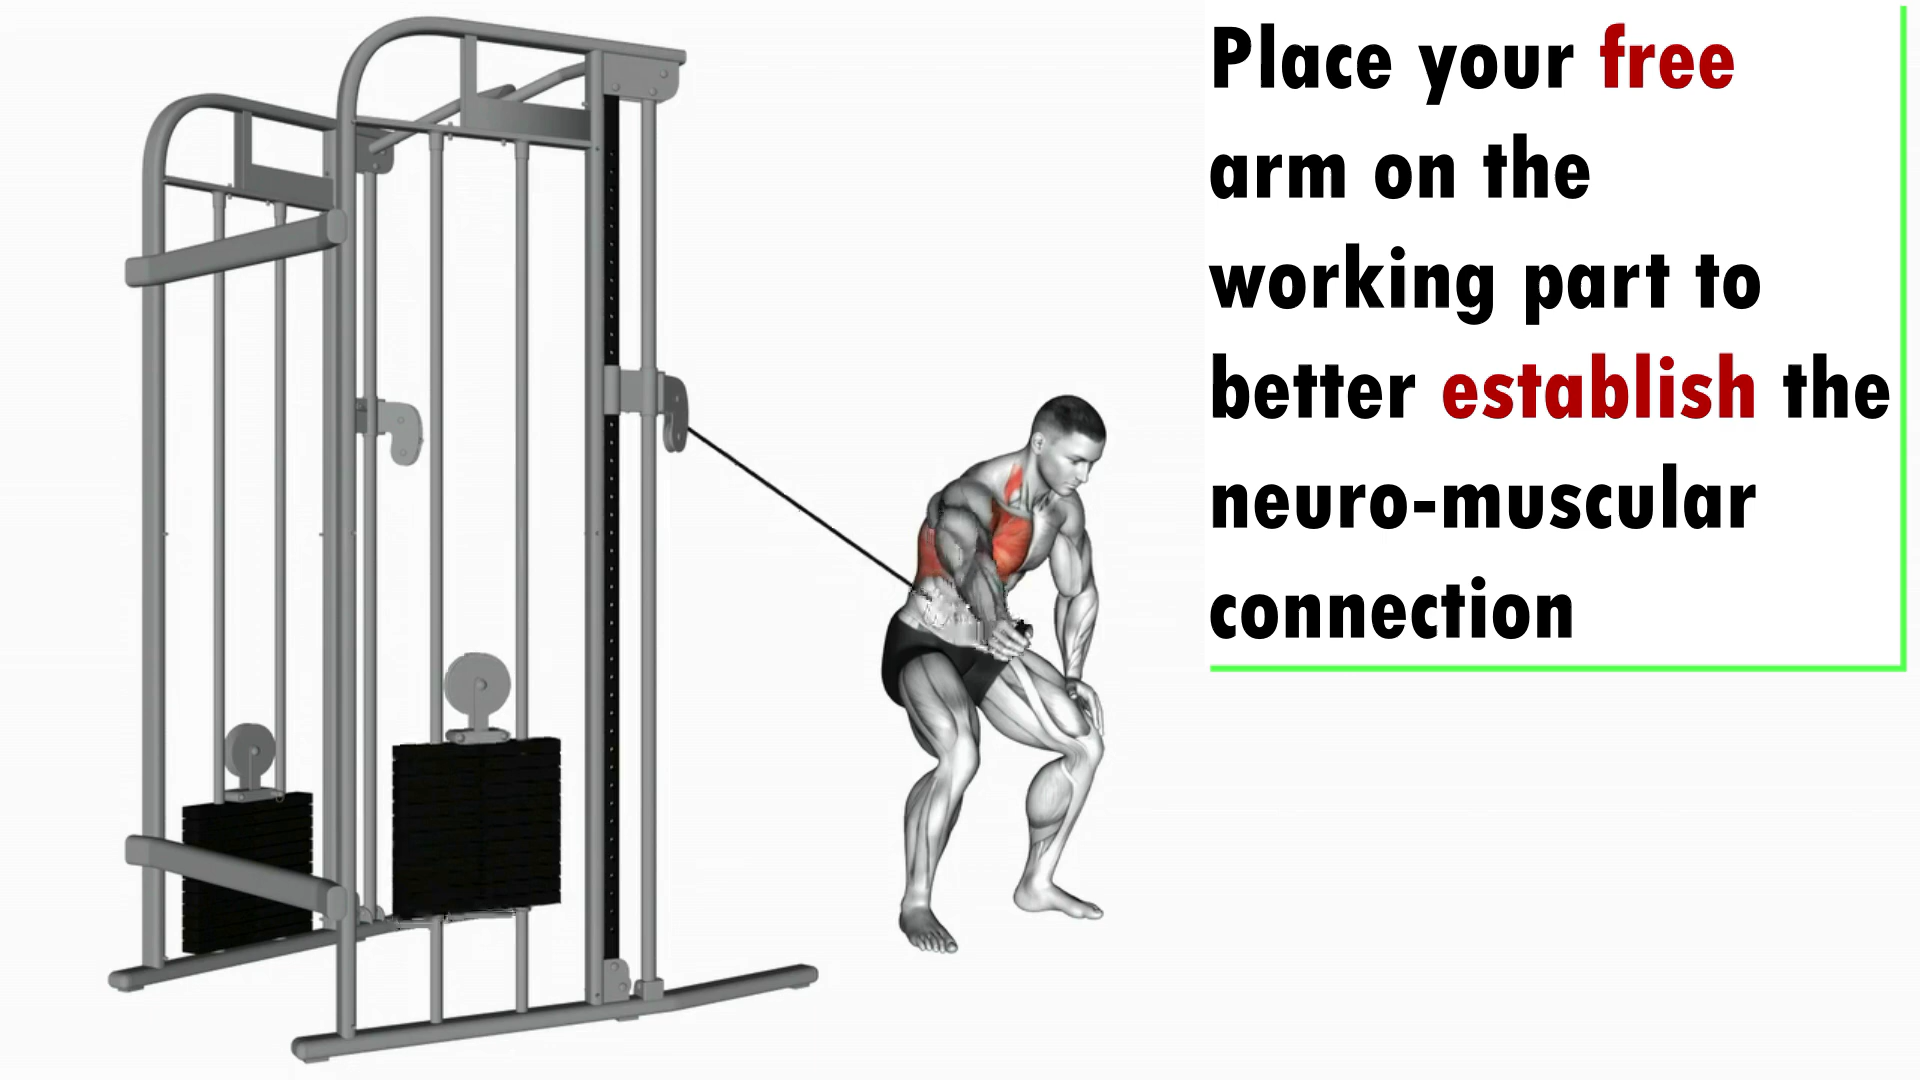 Place your free
arm on the
working part to
better establish the
neuro-muscular
connection